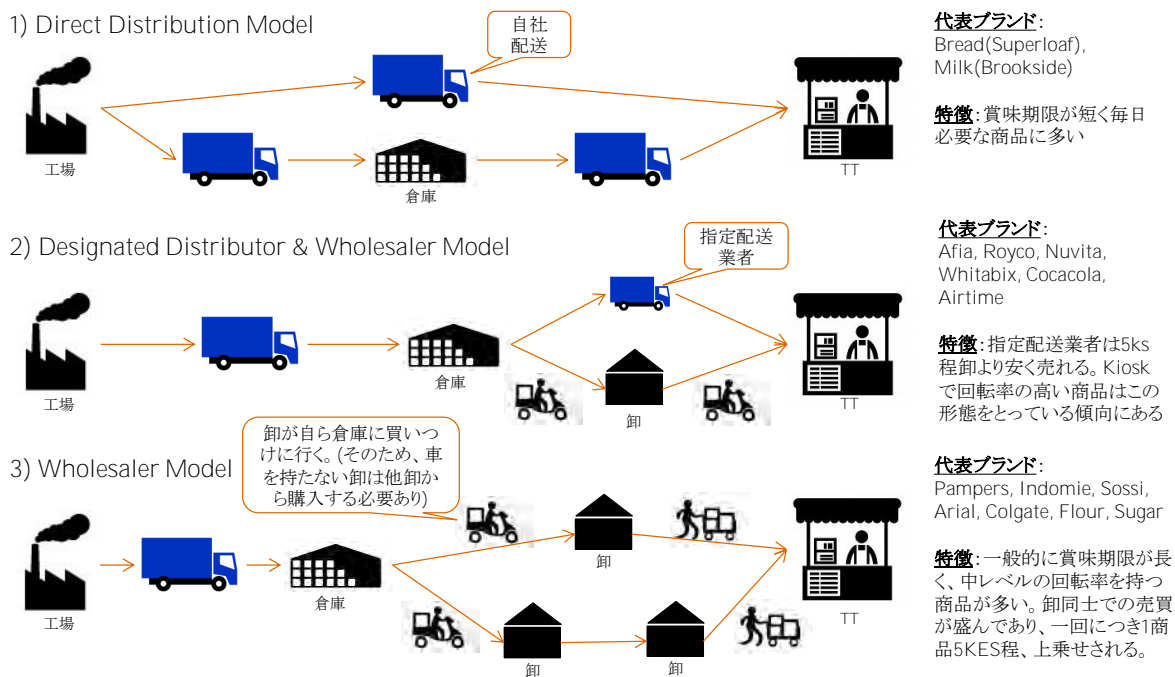 1) Direct Distribution Model
自社
配送
工場
倉庫
TT
代表ブランド:
Bread(Superloaf),
Milk(Brookside)
特徴:賞味期限が短く毎日
必要な商品に多い
2) Designated Distributor & Wholesaler Model
指定配送
業者
工場
倉庫
卸
TT
代表ブランド:
Afia, Royco, Nuvita,
Whitabix, Cocacola,
Airtime
特徴:指定配送業者は5ks
程卸より安く売れる。Kiosk
で回転率の高い商品はこの
形態をとっている傾向にある
3) Wholesaler Model
卸が自ら倉庫に買いつ
けに行く。(そのため、車
を持たない卸は他卸か
ら購入する必要あり)
工場
倉庫
卸
卸
卸
TT
代表ブランド:
Pampers, Indomie, Sossi,
Arial, Colgate, Flour, Sugar
特徴:一般的に賞味期限が長
く、中レベルの回転率を持つ
商品が多い。卸同士での売買
が盛んであり、一回につき1商
品5KES程、上乗せされる。